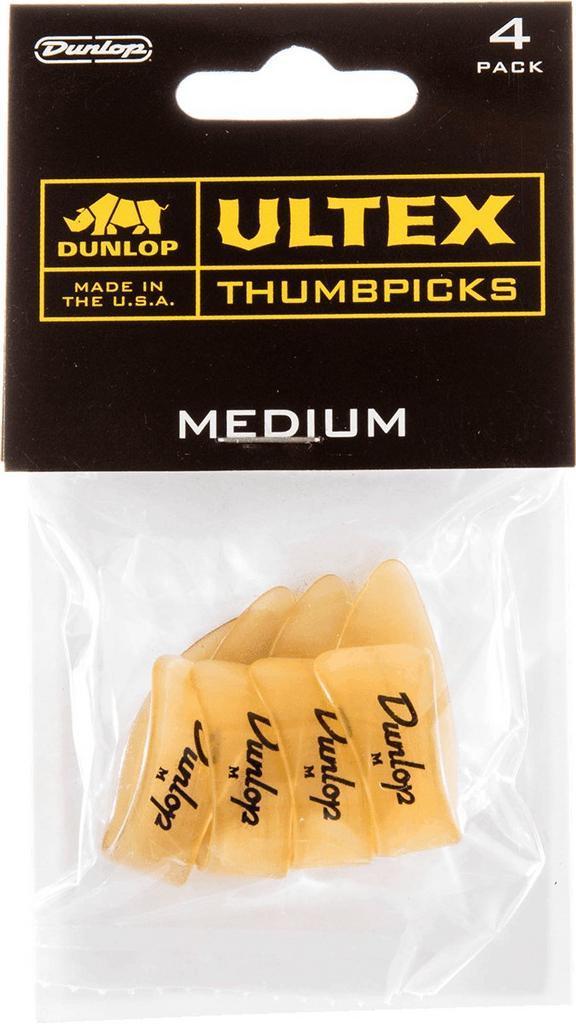 Dunlop
4
PACK
DUNLOP
MADE IN
THE U.S.A.
ULTEX
THUMBPICKS
MEDIUM
Dunlop
M
Dunlop
M
Dunlop
M
Dunlop
M